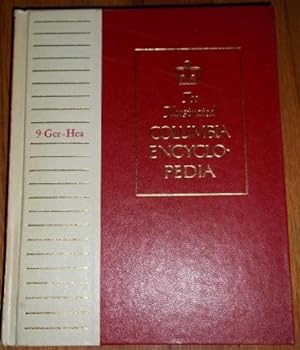 9 Ger-Hea
The
Illustrated
COLUMBIA
ENCYCLO-
PEDIA